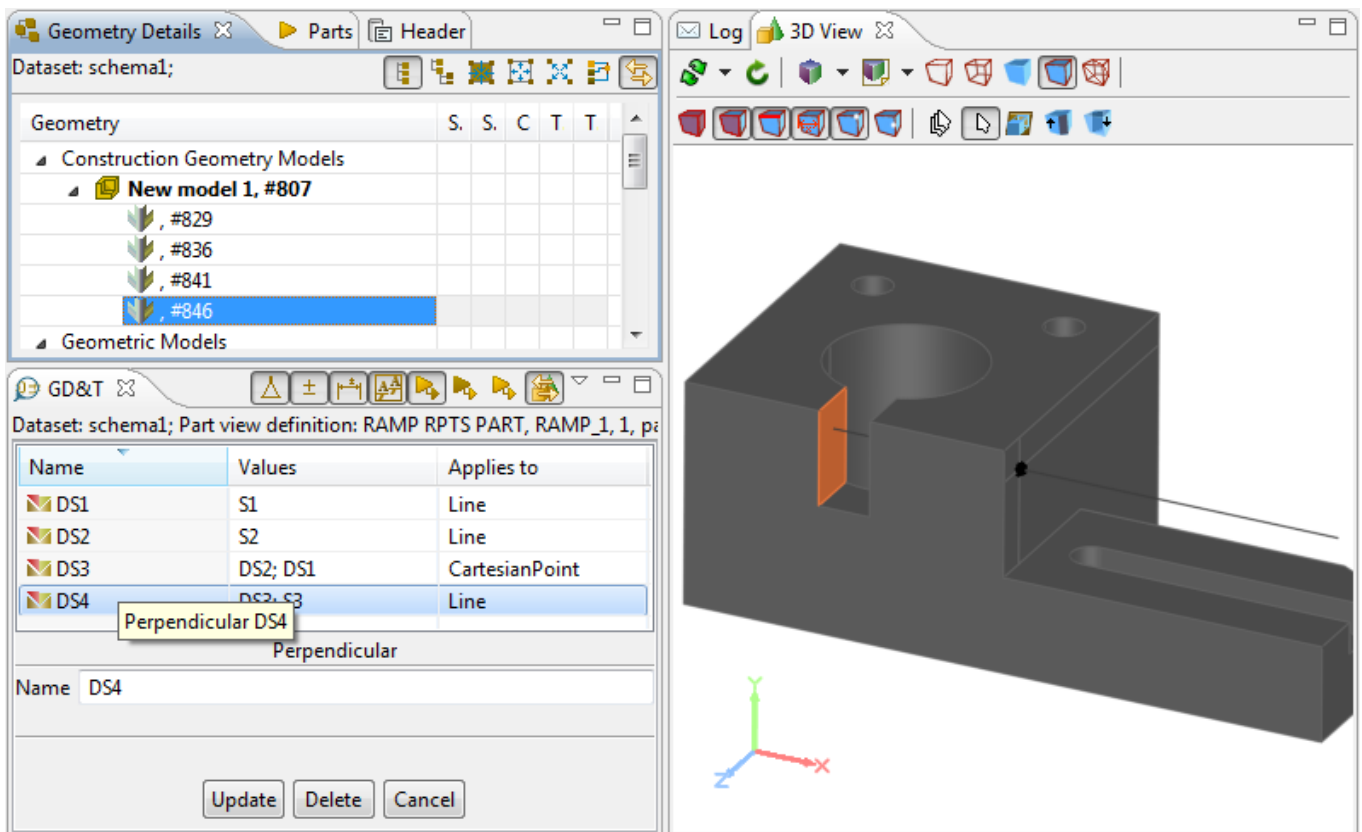 Geometry Details Parts Header
Dataset: schema1;
Geometry S. S. C T T
Construction Geometry Models
New model 1, #807
, #829
, #836
, #841
, #846
Geometric Models
GD&T
Dataset: schema1; Part view definition: RAMP RPTS PART, RAMP_1, 1, pa
Name Values Applies to
DS1 S1 Line
DS2 S2 Line
DS3 DS2; DS1 CartesianPoint
DS4 DS3; S3 Line
Perpendicular DS4
Perpendicular
Name DS4
Update Delete Cancel
Log 3D View
Y
X
Z